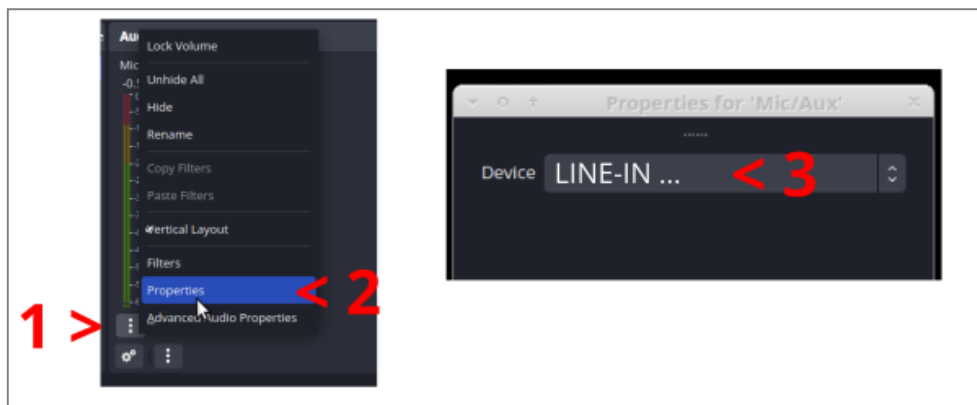 Au
Lock Volume
Mic
-0.5
Unhide All
Hide
Rename
Copy Filters
Paste Filters
Vertical Layout
Filters
Properties
< 2
1 >
Advanced Audio Properties
Properties for 'Mic/Aux'
Device
LINE-IN ...
< 3